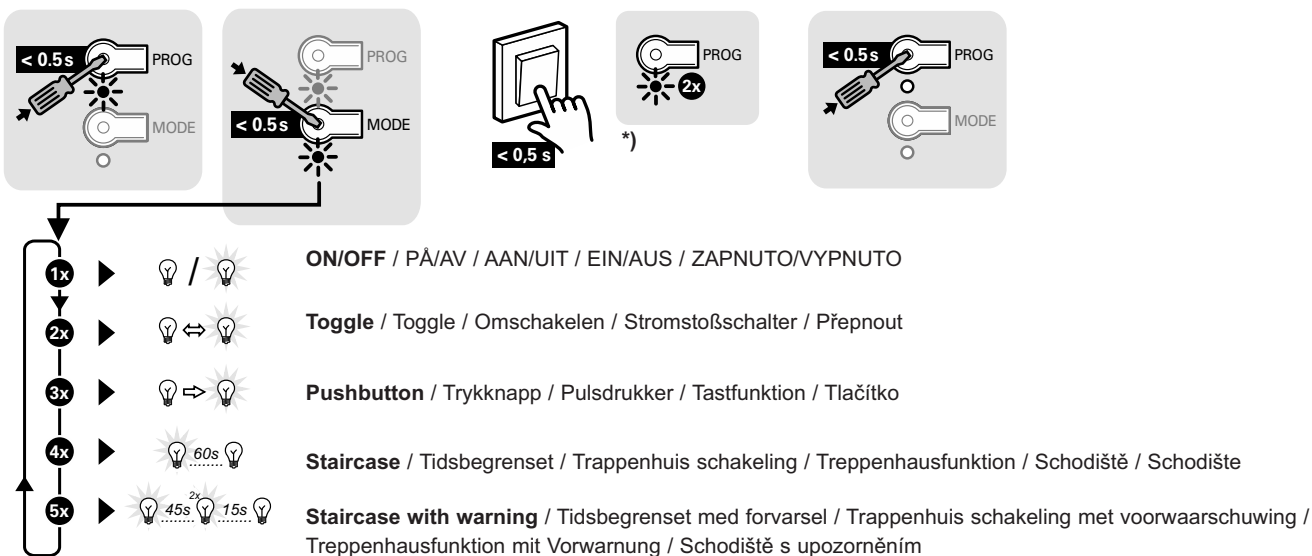 < 0.5 s PROG
MODE
PROG
< 0.5 s MODE
< 0,5 s
PROG
2x
*)
< 0.5 s PROG
MODE
1x / ON/OFF / PÅ/AV / AAN/UIT / EIN/AUS / ZAPNUTO/VYPNUTO
2x Toggle / Toggle / Omschakelen / Stromstoßschalter / Přepnout
3x Pushbutton / Trykknapp / Pulsdrukker / Tastfunktion / Tlačítko
4x 60s Staircase / Tidsbegrenset / Trappenhuis schakeling / Treppenhausfunktion / Schodiště / Schodište
5x 45s 2x 15s Staircase with warning / Tidsbegrenset med forvarsel / Trappenhuis schakeling met voorwaarschuwing /
Treppenhausfunktion mit Vorwarnung / Schodiště s upozorněním